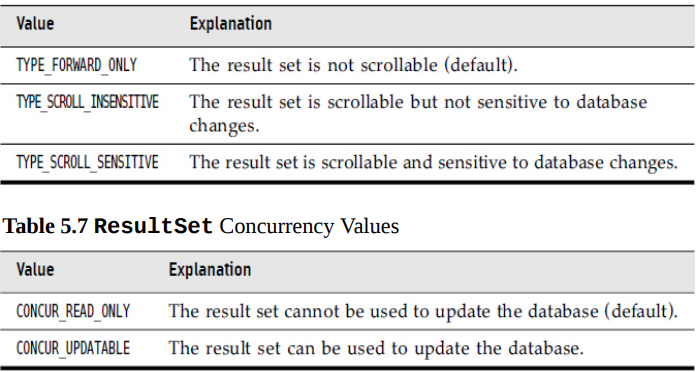 Value Explanation
TYPE_FORWARD_ONLY The result set is not scrollable (default).
TYPE_SCROLL_INSENSITIVE The result set is scrollable but not sensitive to database
changes.
TYPE_SCROLL_SENSITIVE The result set is scrollable and sensitive to database changes.
Table 5.7 ResultSet Concurrency Values
Value Explanation
CONCUR_READ_ONLY The result set cannot be used to update the database (default).
CONCUR_UPDATABLE The result set can be used to update the database.